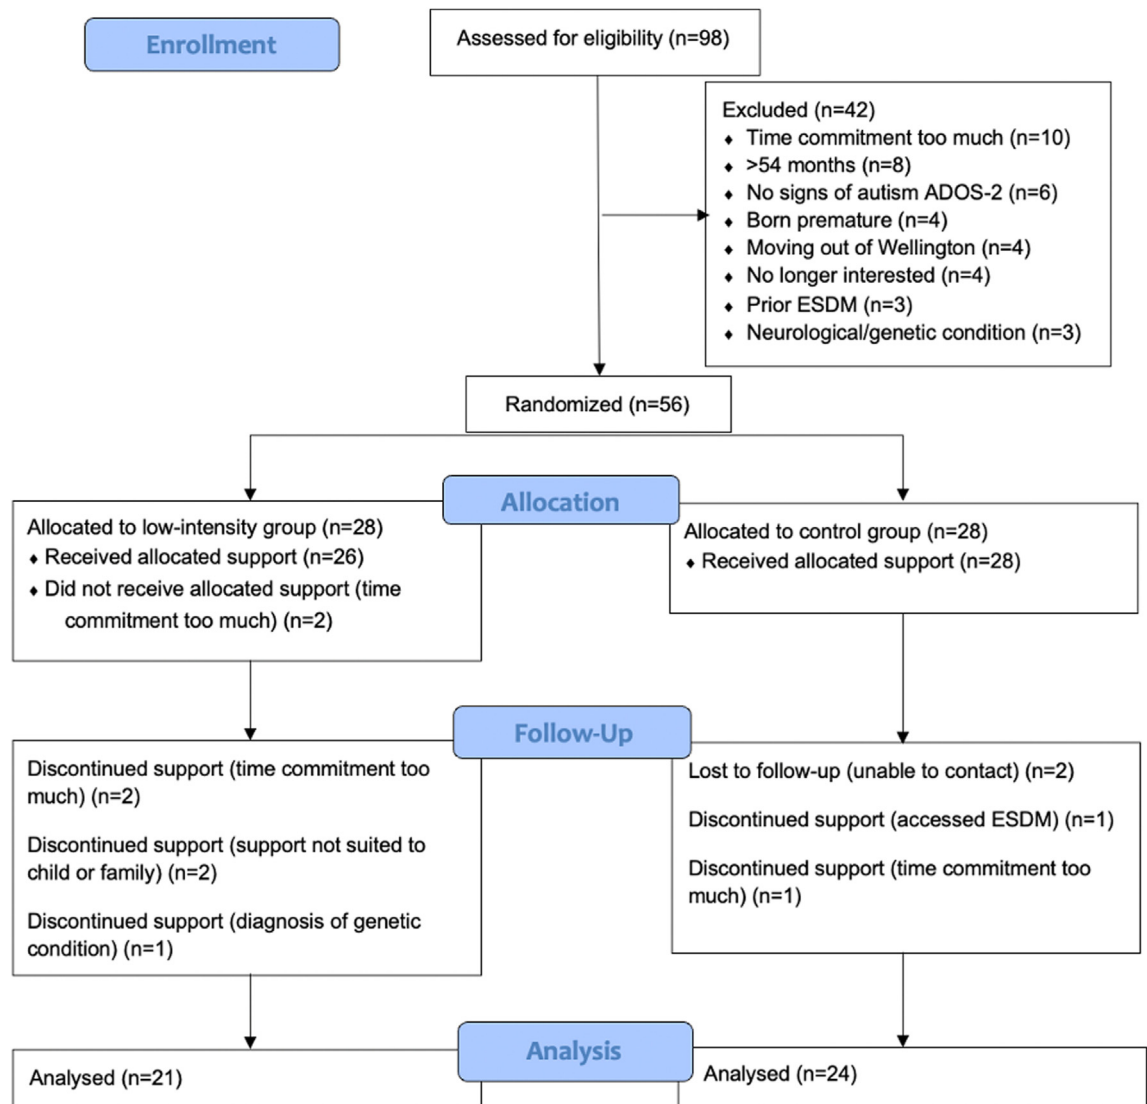 Enrollment
Assessed for eligibility (n=98)
Excluded (n=42)
♦ Time commitment too much (n=10)
♦ >54 months (n=8)
♦ No signs of autism ADOS-2 (n=6)
♦ Born premature (n=4)
♦ Moving out of Wellington (n=4)
♦ No longer interested (n=4)
♦ Prior ESDM (n=3)
♦ Neurological/genetic condition (n=3)
Randomized (n=56)
Allocation
Allocated to low-intensity group (n=28)
♦ Received allocated support (n=26)
♦ Did not receive allocated support (time
commitment too much) (n=2)
Allocated to control group (n=28)
♦ Received allocated support (n=28)
Follow-Up
Discontinued support (time commitment too
much) (n=2)
Discontinued support (support not suited to
child or family) (n=2)
Discontinued support (diagnosis of genetic
condition) (n=1)
Lost to follow-up (unable to contact) (n=2)
Discontinued support (accessed ESDM) (n=1)
Discontinued support (time commitment too
much) (n=1)
Analysis
Analysed (n=21)
Analysed (n=24)